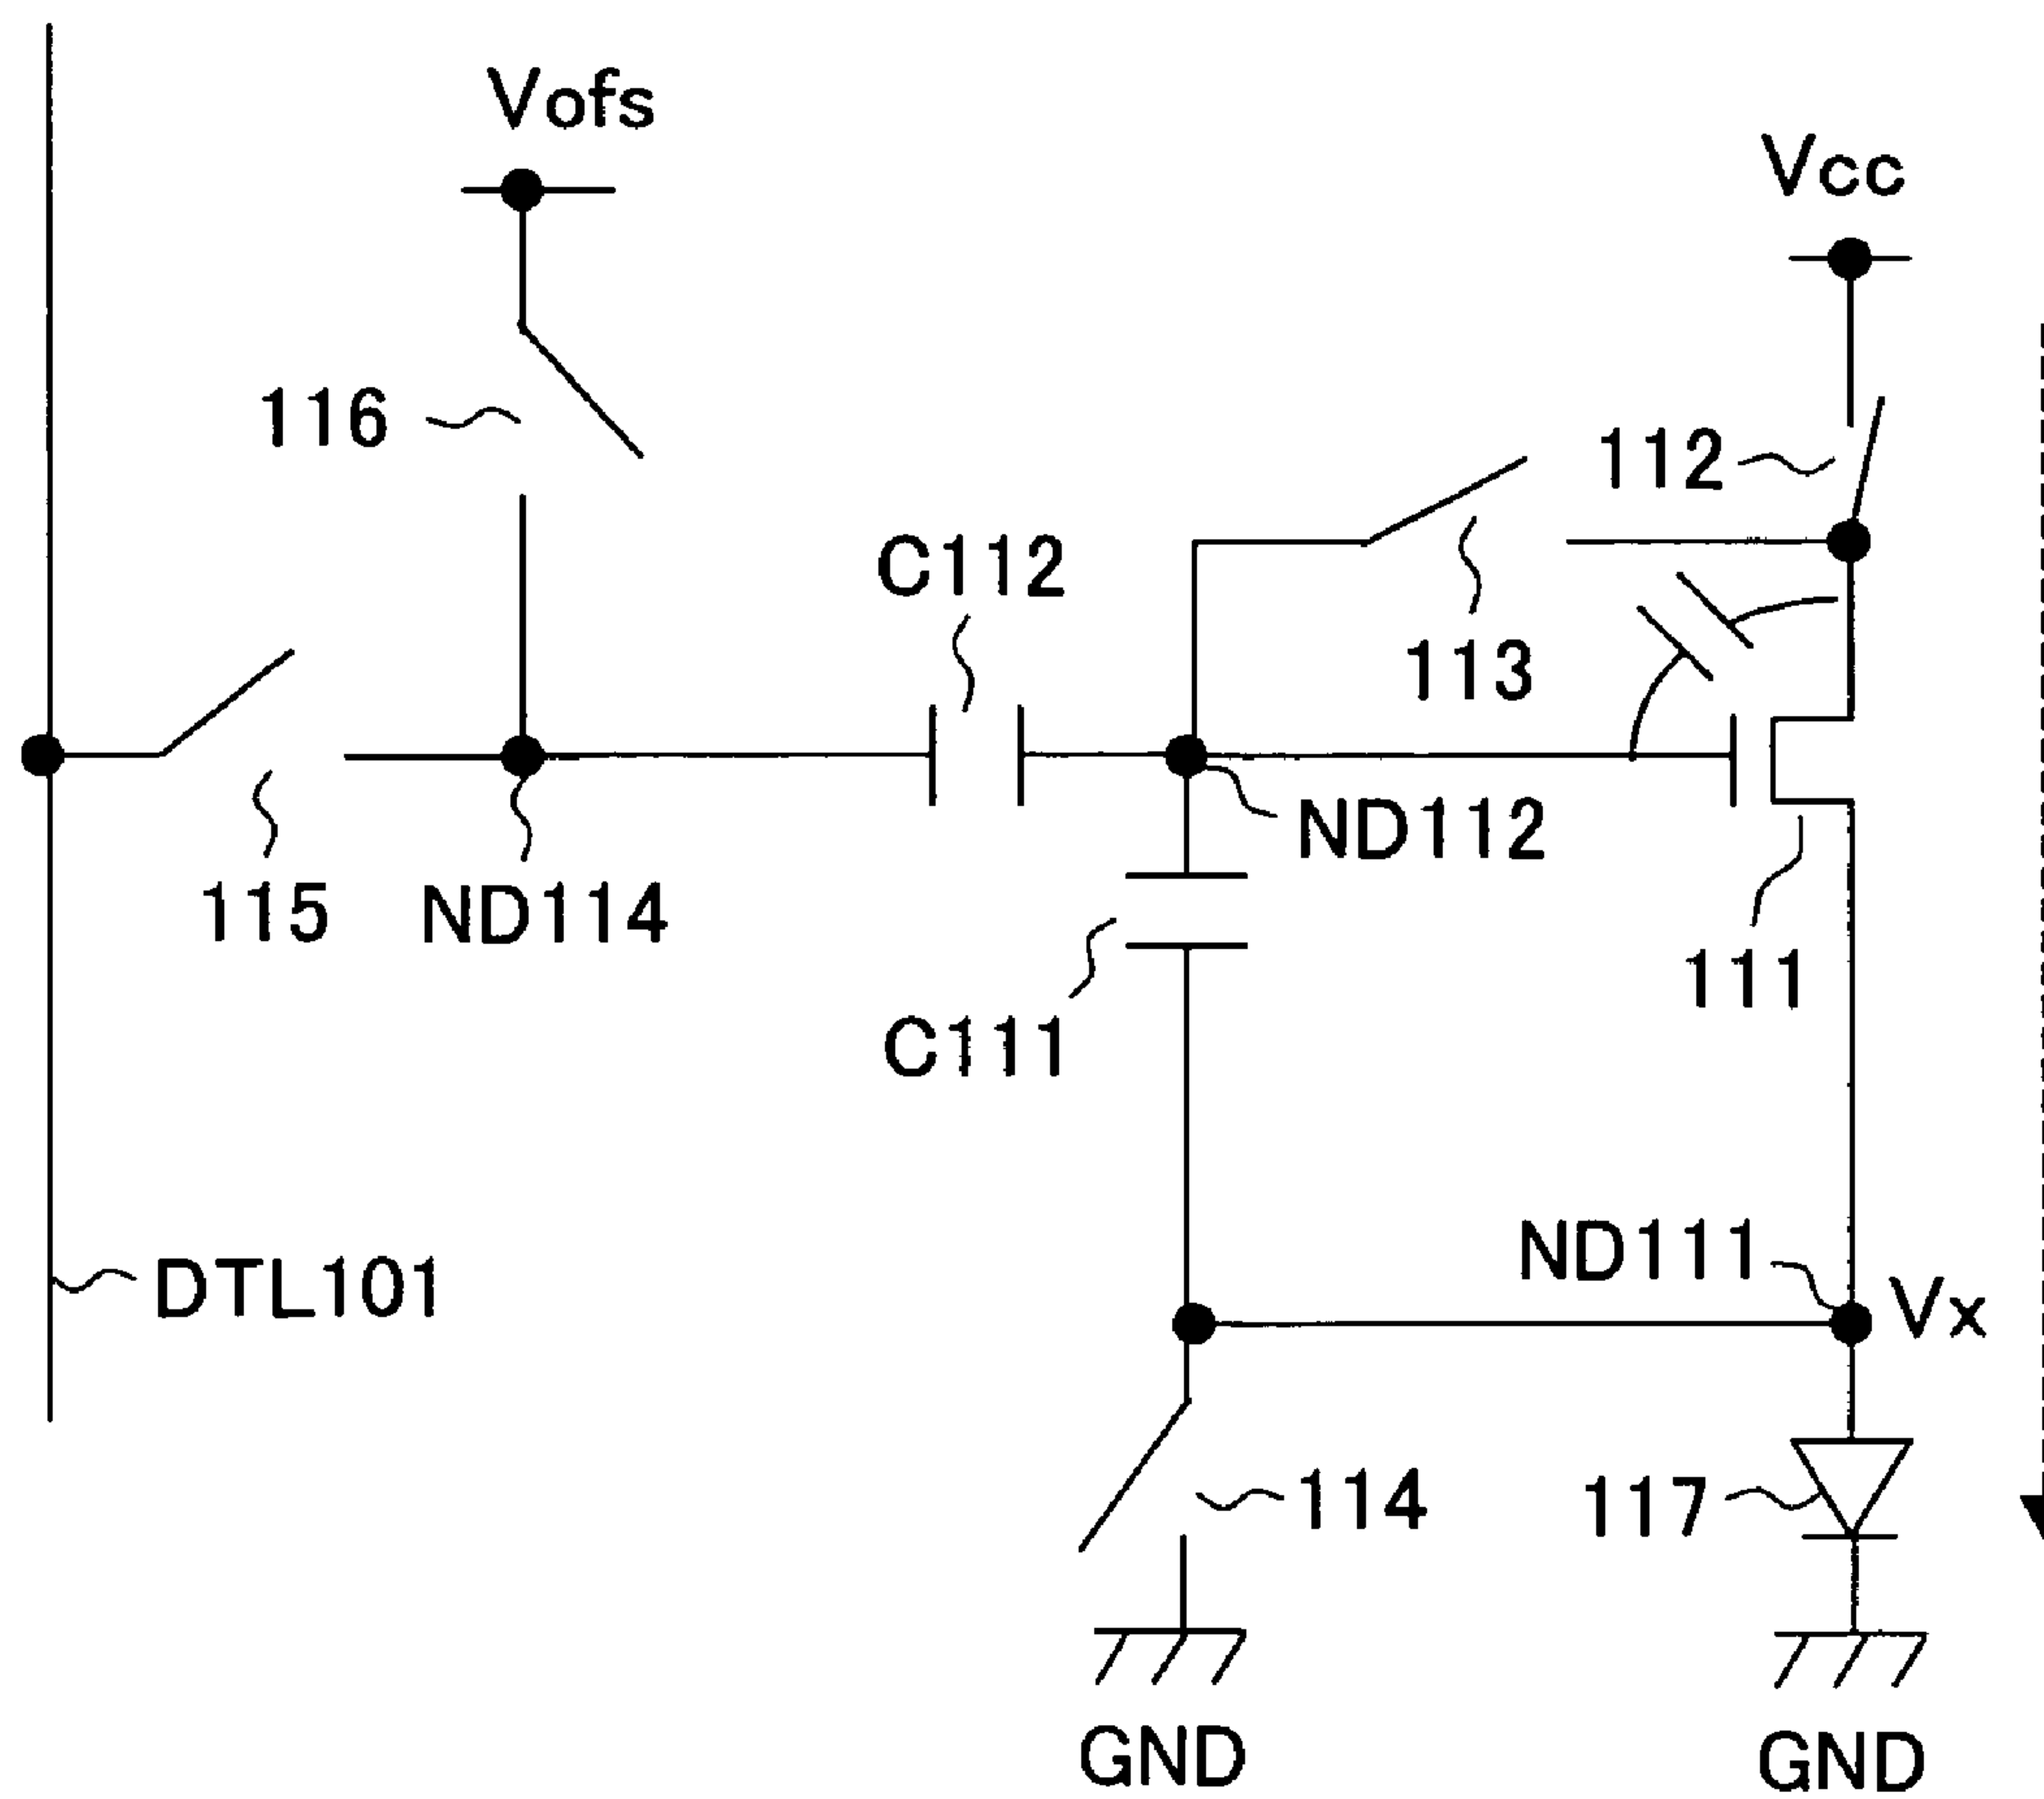 Vofs
Vcc
116
112
C112
113
ND112
115
ND114
111
C111
ND111
DTL101
Vx
114
117
GND
GND